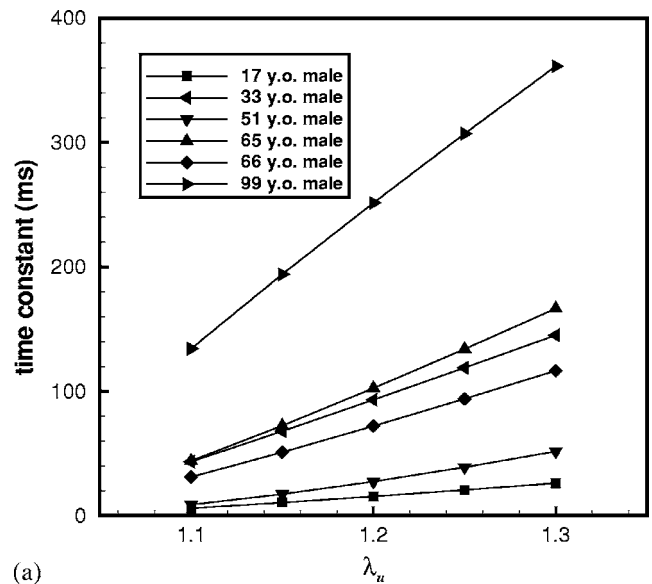 400
300
200
100
0
time constant (ms)
17 y.o. male
33 y.o. male
51 y.o. male
65 y.o. male
66 y.o. male
99 y.o. male
1.1
1.2
1.3
λu
(a)